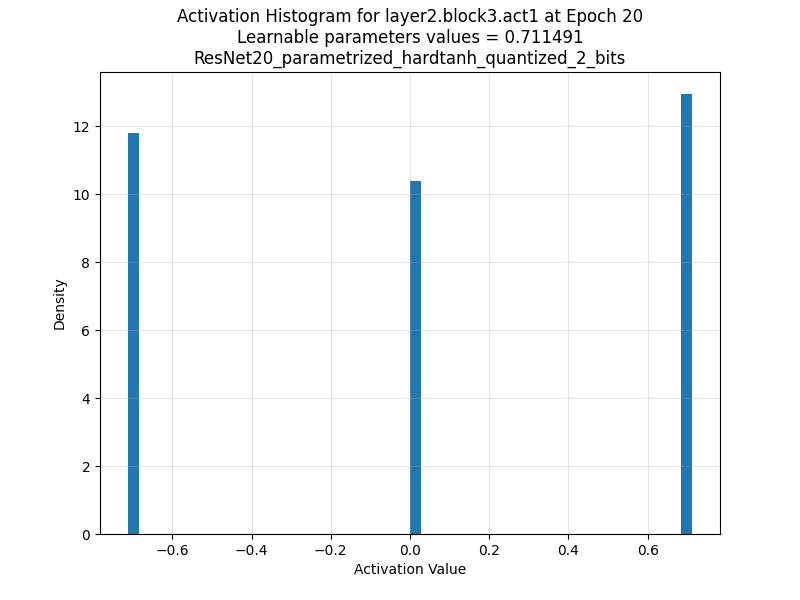 Activation Histogram for layer2.block3.act1 at Epoch 20
Learnable parameters values = 0.711491
ResNet20_parametrized_hardtanh_quantized_2_bits
Density
12
10
8
6
4
2
0
−0.6 −0.4 −0.2 0.0 0.2 0.4 0.6
Activation Value